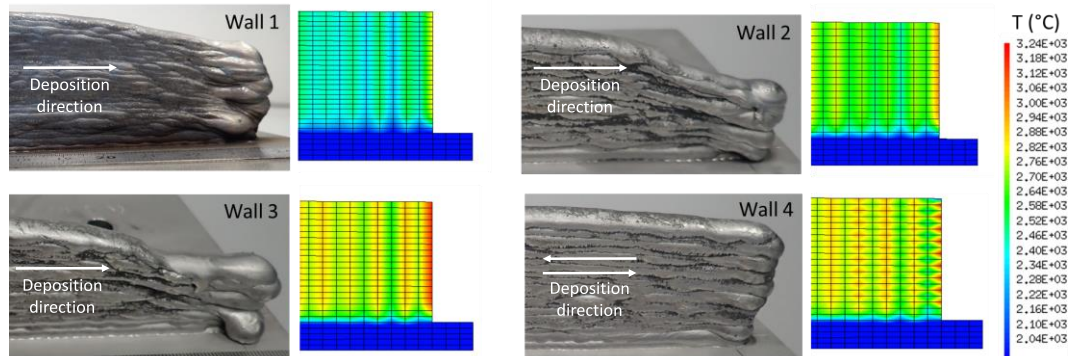 Wall 1
Deposition
direction
Wall 2
Deposition
direction
T (°C)
3.24E+03
3.18E+03
3.12E+03
3.06E+03
3.00E+03
2.94E+03
2.88E+03
2.82E+03
2.76E+03
2.70E+03
2.64E+03
2.58E+03
2.52E+03
2.46E+03
2.40E+03
2.34E+03
2.28E+03
2.22E+03
2.16E+03
2.10E+03
2.04E+03
Wall 3
Deposition
direction
Wall 4
Deposition
direction